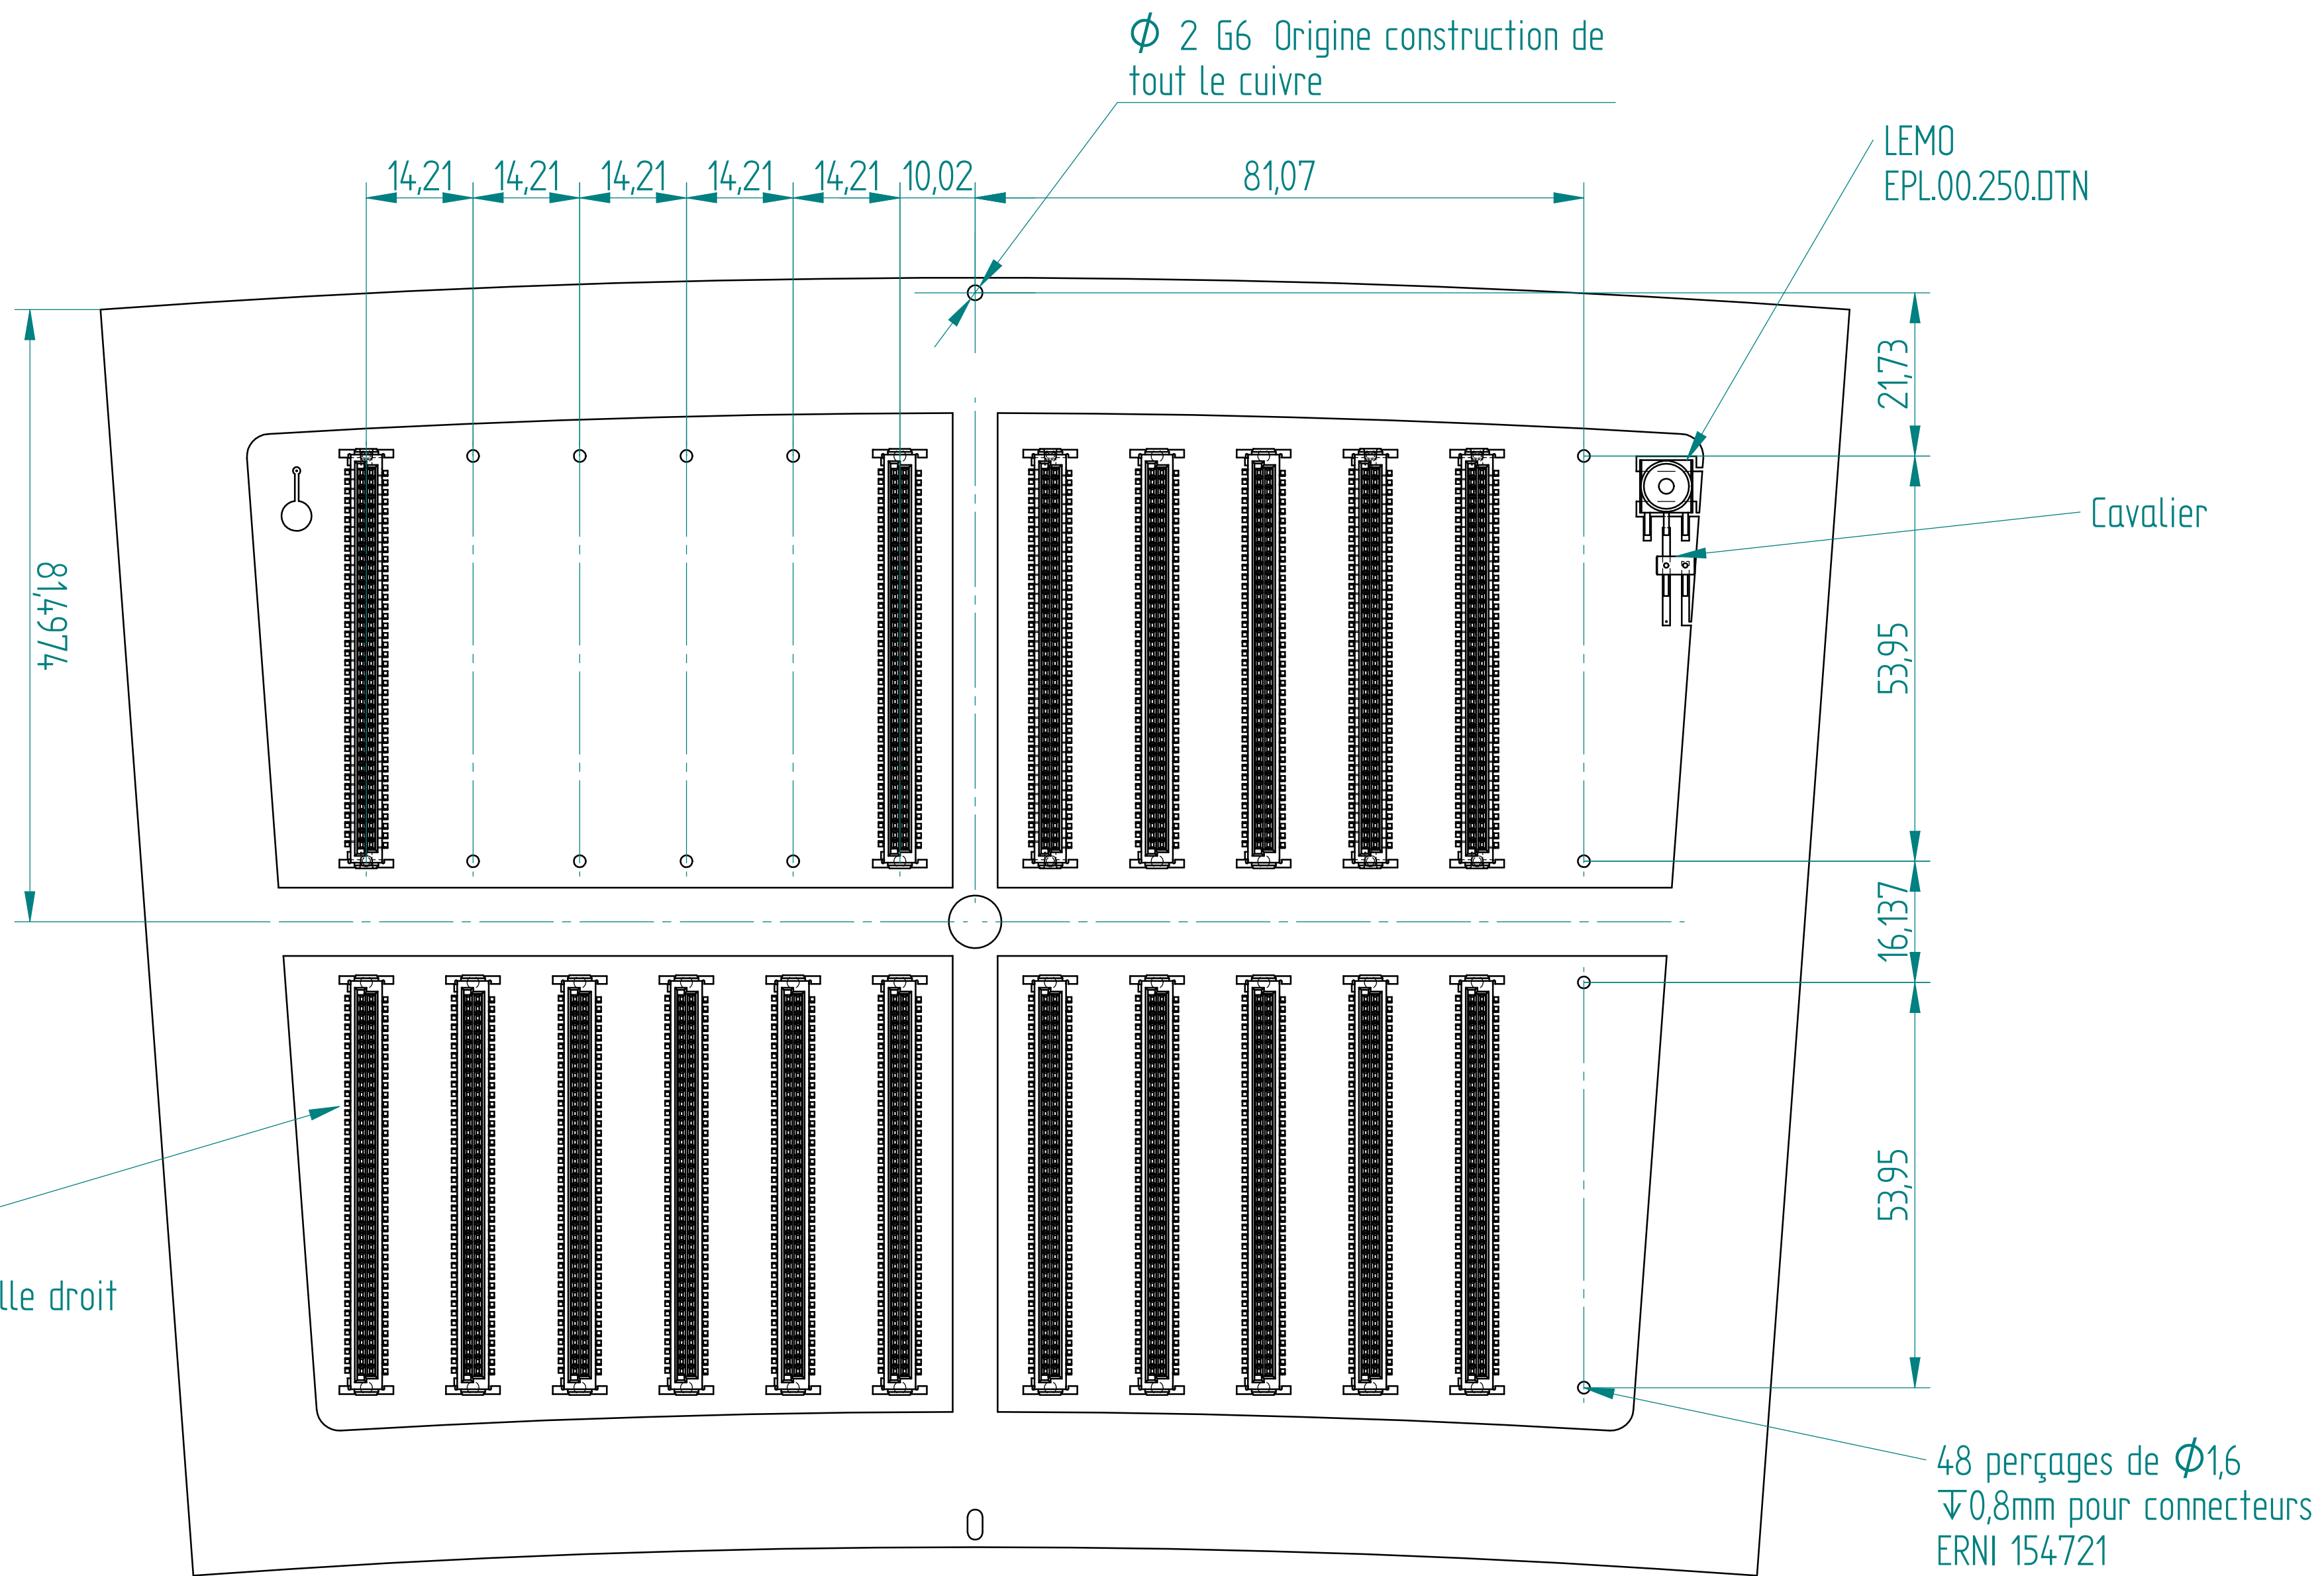 Ø 2 G6 Origine construction de
tout le cuivre
LEMO
EPL.00.250.DTN
14,21
14,21
14,21
14,21
14,21
10,02
81,07
21,73
Cavalier
81,4974
53,95
16,137
53,95
lle droit
48 perçages de Ø1,6
↧0,8mm pour connecteurs
ERNI 154721